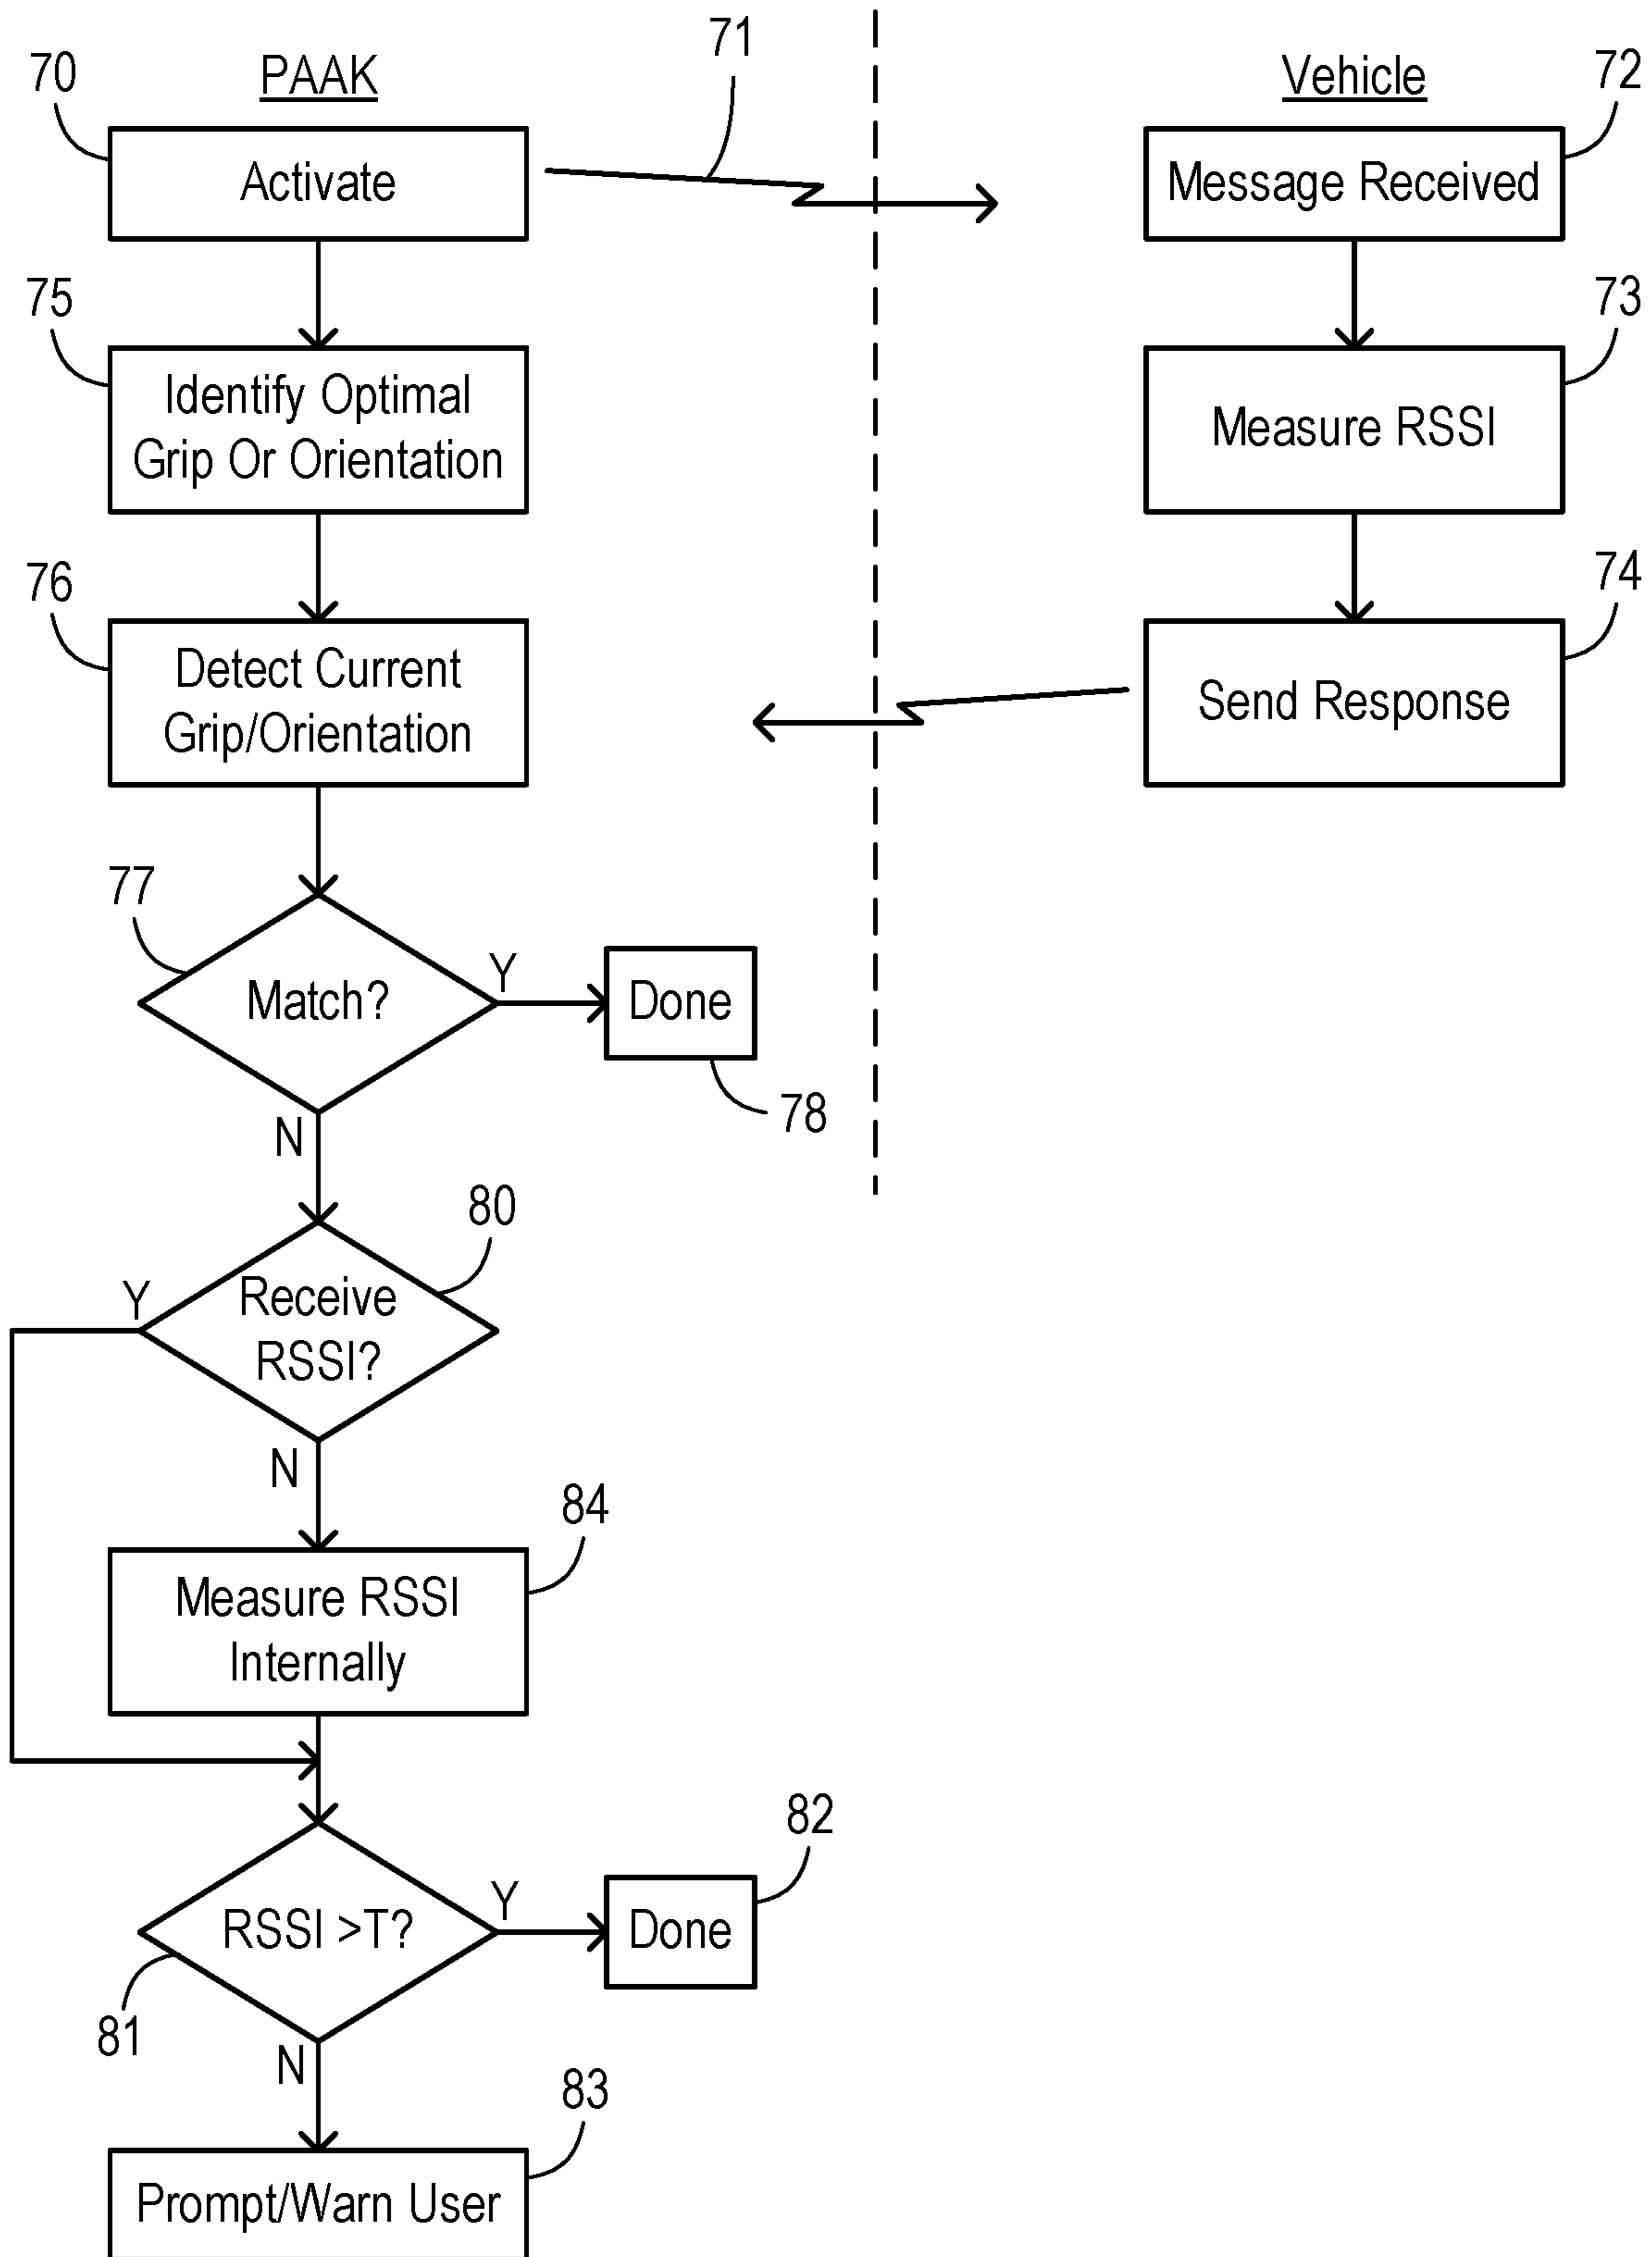 70
PAAK
71
Vehicle
72
Activate
Message Received
75
73
Identify Optimal
Grip Or Orientation
Measure RSSI
76
74
Detect Current
Grip/Orientation
Send Response
77
Match?
Y
Done
78
N
80
Y
Receive
RSSI?
N
84
Measure RSSI
Internally
82
RSSI >T?
Y
Done
81
N
83
Prompt/Warn User